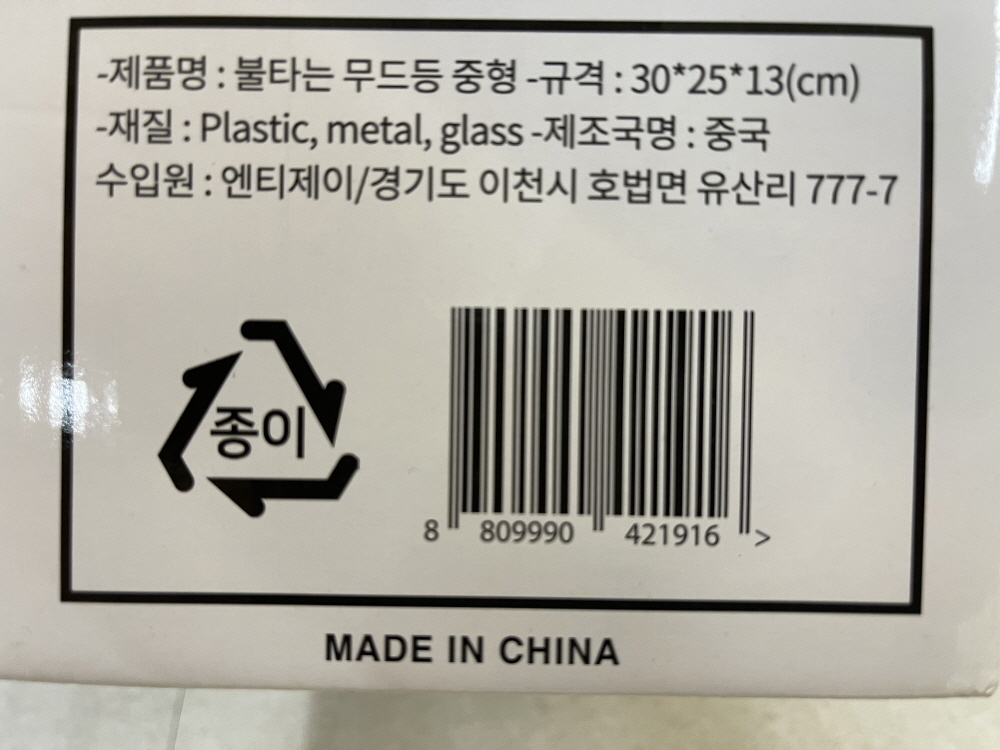 -제품명 : 불타는 무드등 중형 -규격 : 30*25*13(cm)
-재질 : Plastic, metal, glass -제조국명 : 중국
수입원 : 엔티제이/경기도 이천시 호법면 유산리 777-7
종이
8 809990 421916 >
MADE IN CHINA